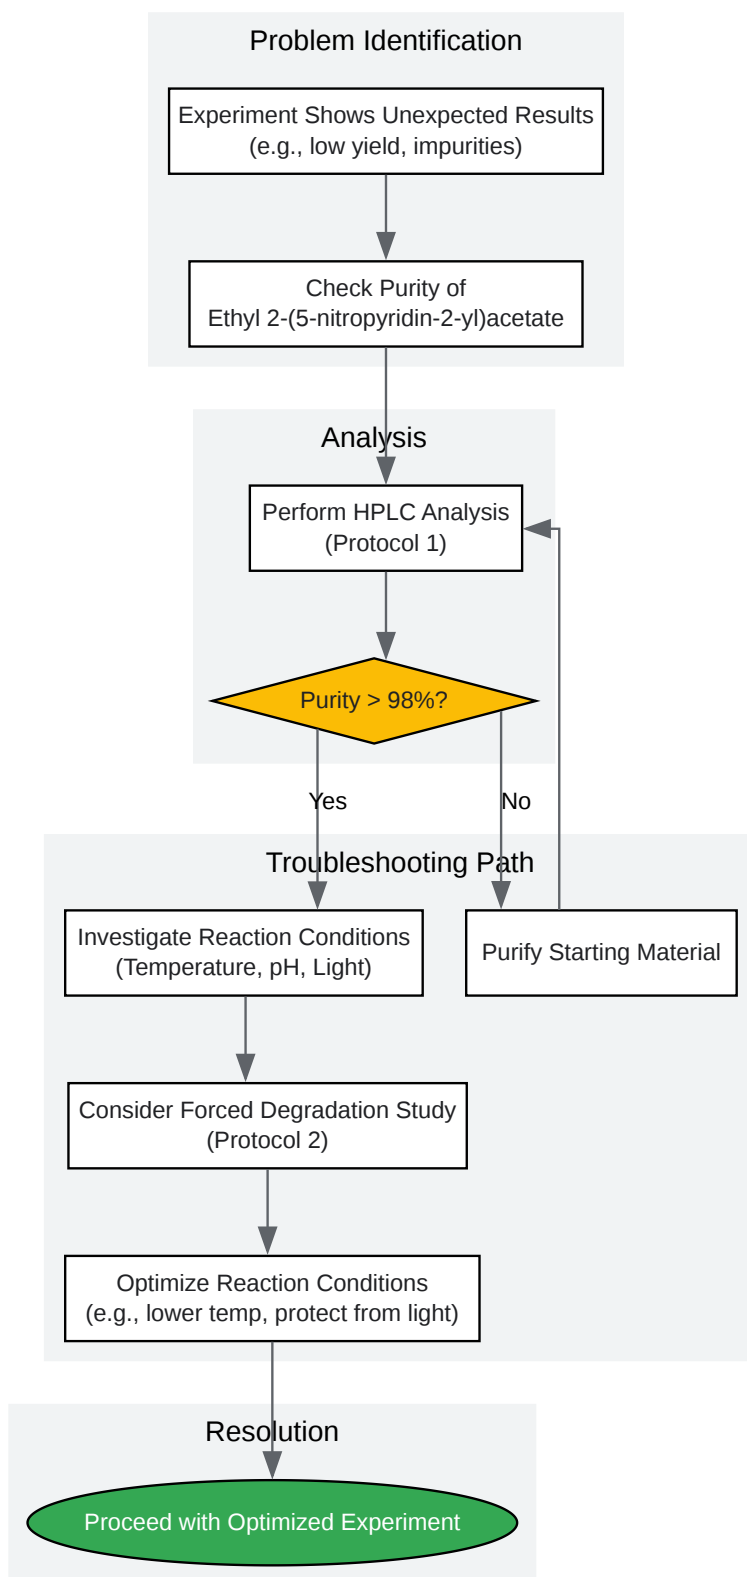 Problem Identification
Experiment Shows Unexpected Results
(e.g., low yield, impurities)
Check Purity of
Ethyl 2-(5-nitropyridin-2-yl)acetate
Analysis
Perform HPLC Analysis
(Protocol 1)
Purity > 98%?
Yes
No
Troubleshooting Path
Investigate Reaction Conditions
(Temperature, pH, Light)
Purify Starting Material
Consider Forced Degradation Study
(Protocol 2)
Optimize Reaction Conditions
(e.g., lower temp, protect from light)
Resolution
Proceed with Optimized Experiment